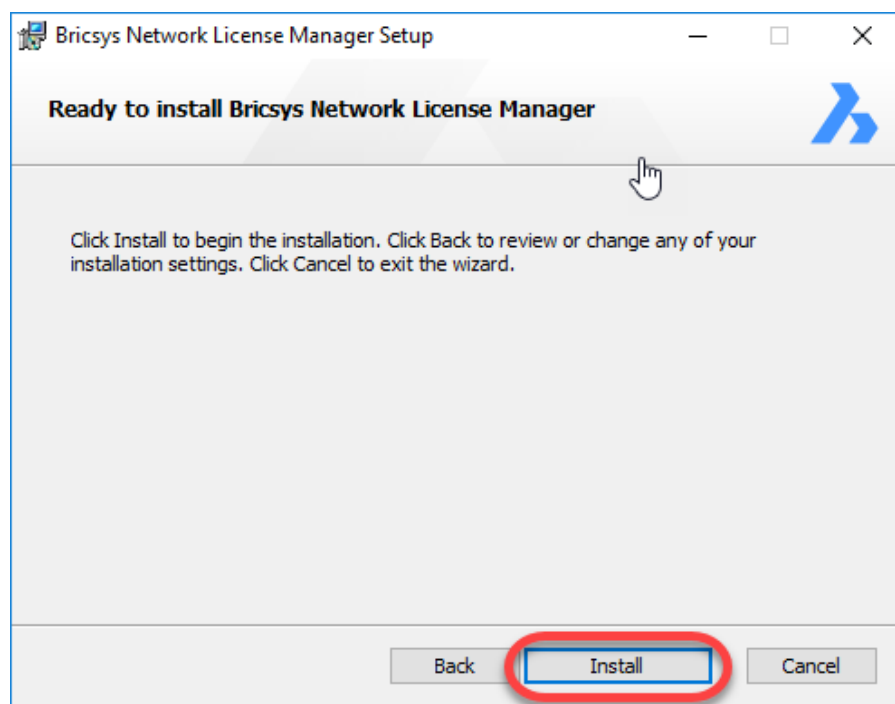 Bricsys Network License Manager Setup
Ready to install Bricsys Network License Manager
Click Install to begin the installation. Click Back to review or change any of your
installation settings. Click Cancel to exit the wizard.
Back Install Cancel